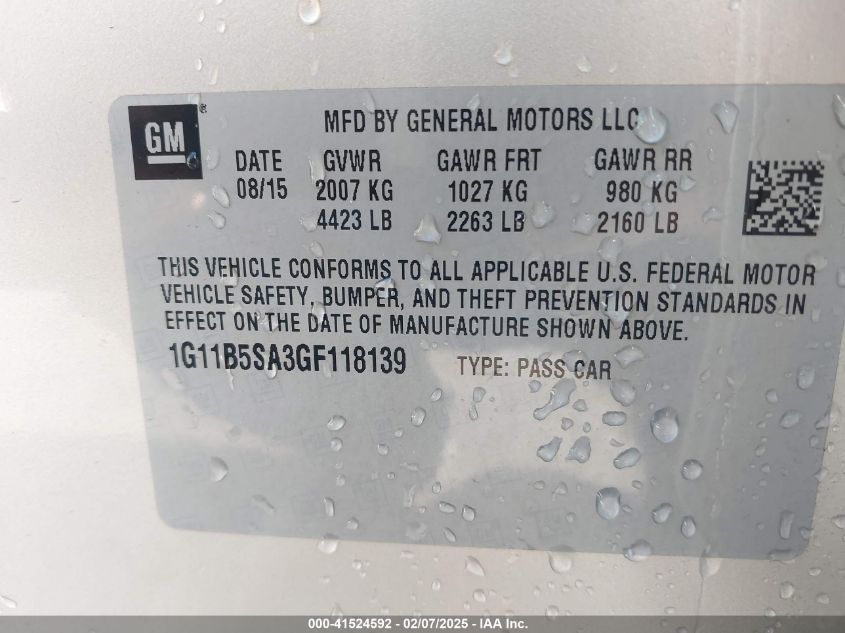 GM ®
MFD BY GENERAL MOTORS LLC
DATE GVWR GAWR FRT GAWR RR
08/15 2007 KG 1027 KG 980 KG
4423 LB 2263 LB 2160 LB
THIS VEHICLE CONFORMS TO ALL APPLICABLE U.S. FEDERAL MOTOR
VEHICLE SAFETY, BUMPER, AND THEFT PREVENTION STANDARDS IN
EFFECT ON THE DATE OF MANUFACTURE SHOWN ABOVE.
1G11B5SA3GF118139 TYPE: PASS CAR
000-41524592 - 02/07/2025 - IAA Inc.